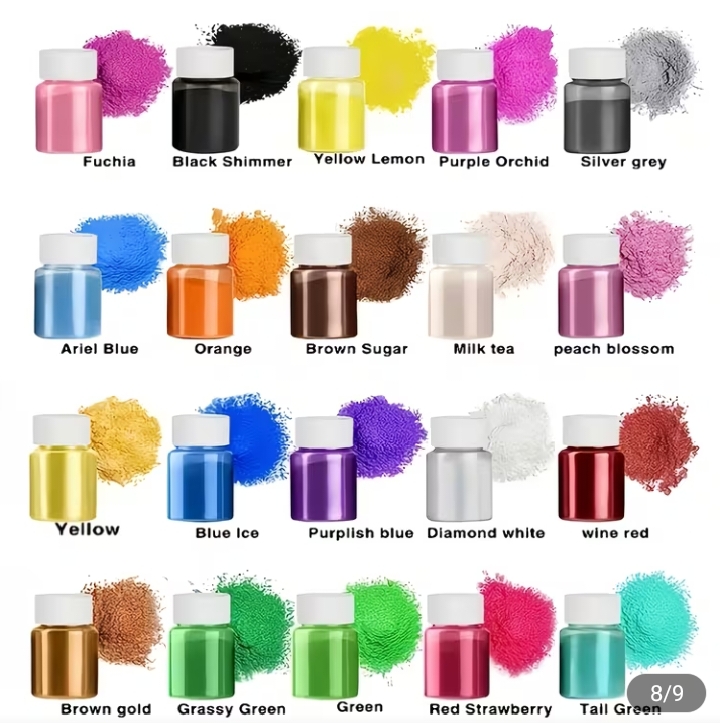 Fuchia Black Shimmer Yellow Lemon Purple Orchid Silver grey
Ariel Blue Orange Brown Sugar Milk tea peach blossom
Yellow Blue Ice Purplish blue Diamond white wine red
Brown gold Grassy Green Green Red Strawberry Tall Green
8/9